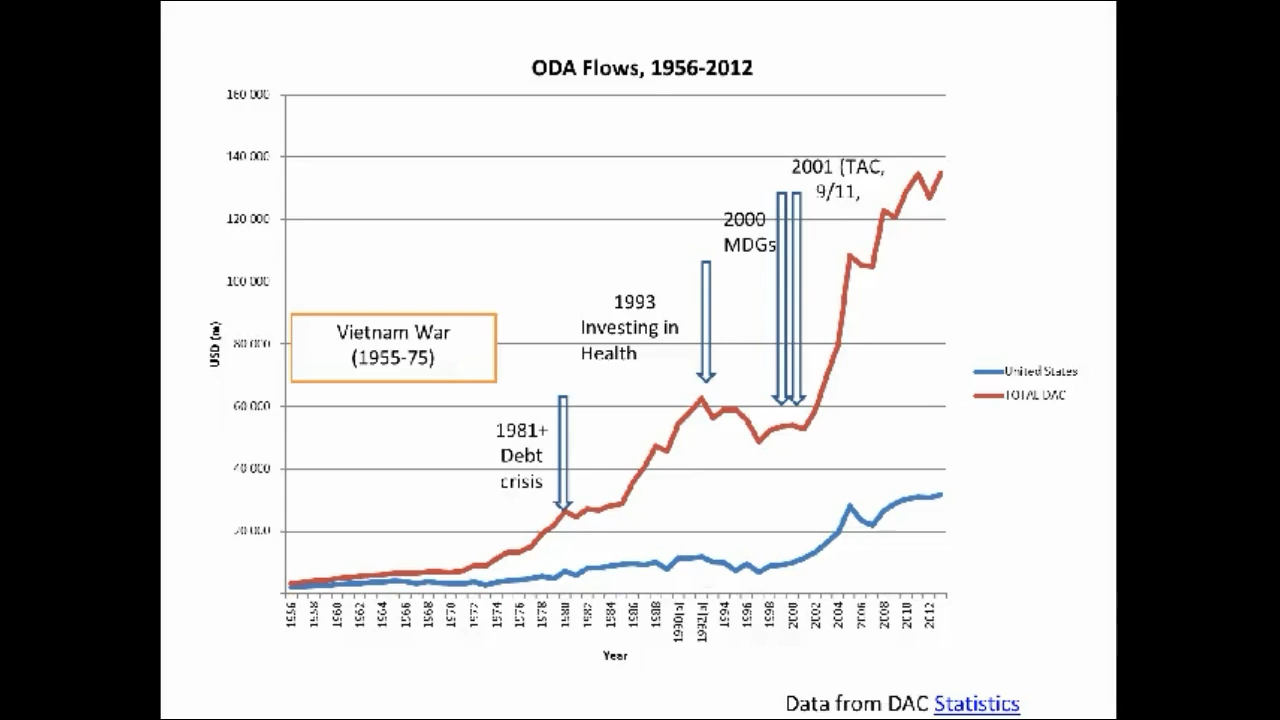 ODA Flows, 1956-2012
160 000
140 000
120 000
100 000
80 000
60 000
40 000
20 000
USD (m)
2001 (TAC,
9/11,
2000
MDGs
1993
Investing in
Health
Vietnam War
(1955-75)
1981+
Debt
crisis
United States
TOTAL DAC
1956 1958 1960 1962 1964 1966 1968 1970 1972 1974 1976 1978 1980 1982 1984 1986 1988 1990[>] 1992[>] 1994 1996 1998 2000 2002 2004 2006 2008 2010 2012
Year
Data from DAC Statistics